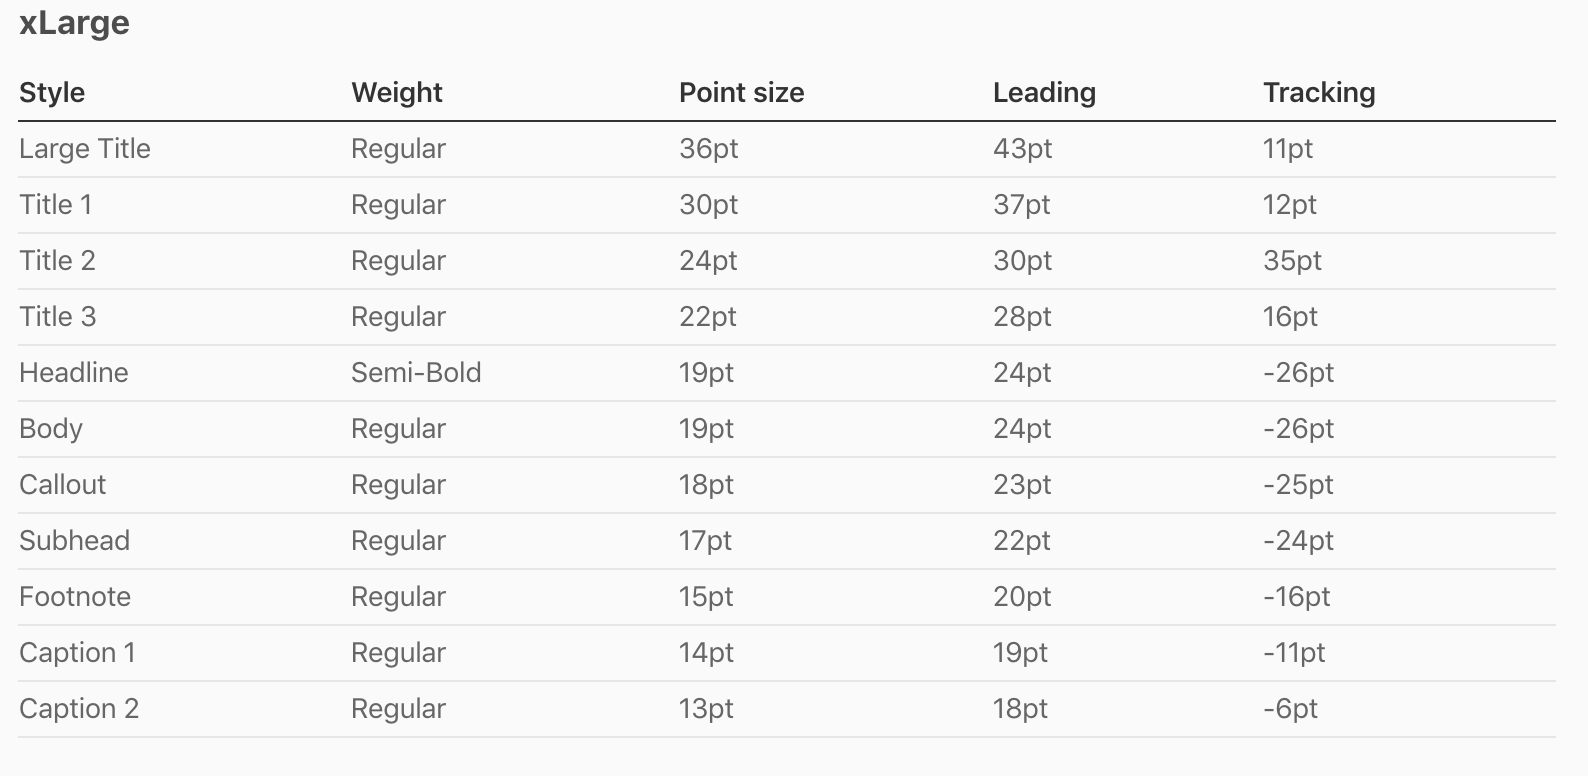 xLarge
Style Weight Point size Leading Tracking
Large Title Regular 36pt 43pt 11pt
Title 1 Regular 30pt 37pt 12pt
Title 2 Regular 24pt 30pt 35pt
Title 3 Regular 22pt 28pt 16pt
Headline Semi-Bold 19pt 24pt -26pt
Body Regular 19pt 24pt -26pt
Callout Regular 18pt 23pt -25pt
Subhead Regular 17pt 22pt -24pt
Footnote Regular 15pt 20pt -16pt
Caption 1 Regular 14pt 19pt -11pt
Caption 2 Regular 13pt 18pt -6pt